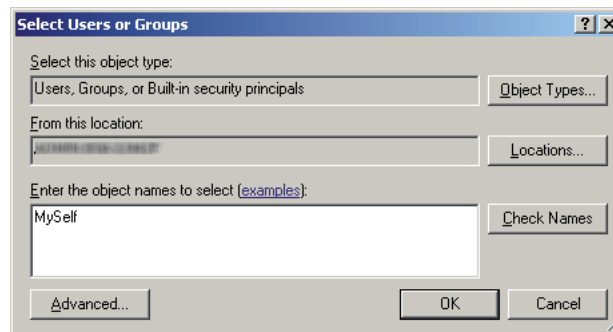 Select Users or Groups
Select this object type:
Users, Groups, or Built-in security principals
Object Types...
From this location:
Locations...
Enter the object names to select (examples):
MySelf
Check Names
Advanced...
OK
Cancel